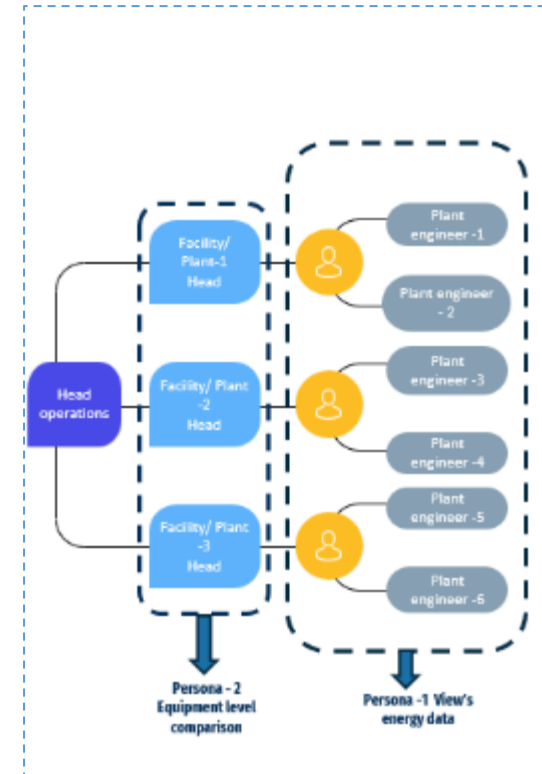 Plant
engineer -1
Facility/
Plant-1
Head
Plant engineer
- 2
Head
operations
Facility/ Plant
-2
Head
Plant
engineer -3
Plant
engineer -4
Facility/ Plant
-3
Head
Plant
engineer -5
Plant
engineer -6
Persona - 2
Equipment level
comparison
Persona -1 View's
energy data